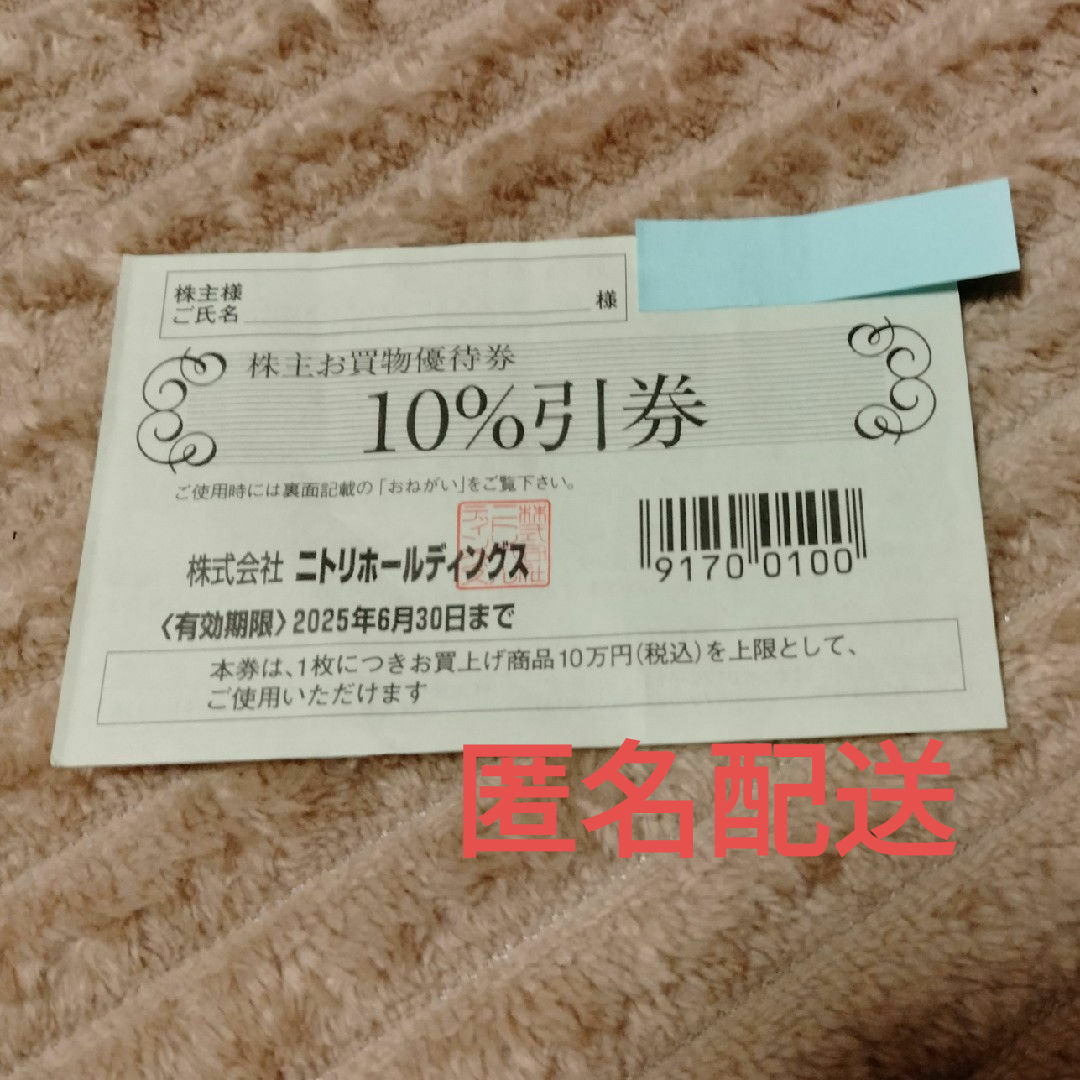 株主様
ご氏名
様
株主お買物優待券
10%引券
ご使用時には裏面記載の「おねがい」をご覧下さい。
株式会社 ニトリホールディングス
9170 0100
〈有効期限〉2025年6月30日まで
本券は、1枚につきお買上げ商品10万円(税込)を上限として、
ご使用いただけます
匿名配送